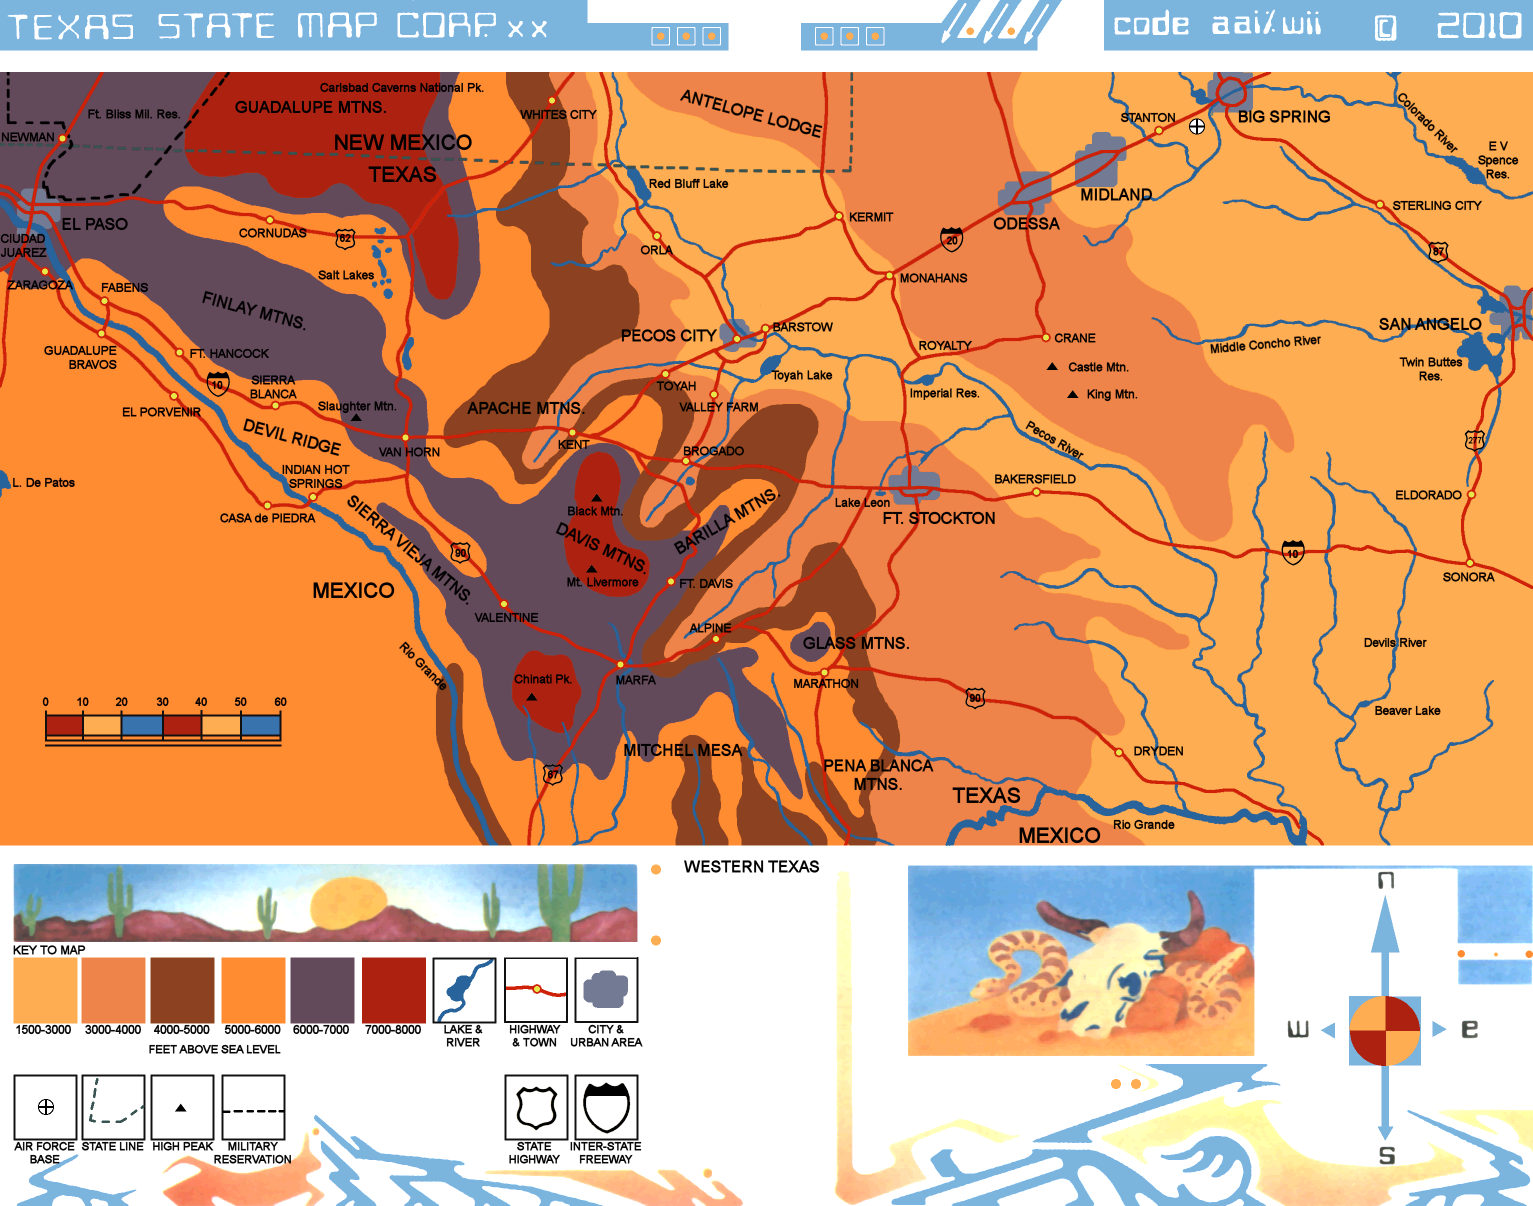 TEXAS STATE MAP CORP. xx
code aai% wii © 2010
Carlsbad Caverns National Pk.
Ft. Bliss Mil. Res.
GUADALUPE MTNS.
WHITES CITY
ANTELOPE LODGE
STANTON
BIG SPRING
Colorado River
E V
Spence
Res.
NEWMAN
NEW MEXICO
TEXAS
Red Bluff Lake
MIDLAND
STERLING CITY
EL PASO
KERMIT
ODESSA
CIUDAD
JUAREZ
CORNUDAS
62
ORLA
20
87
ZARAGOZA
Salt Lakes
MONAHANS
FABENS
FINLAY MTNS.
PECOS CITY
BARSTOW
SAN ANGELO
GUADALUPE
BRAVOS
FT. HANCOCK
ROYALTY
CRANE
Middle Concho River
Twin Buttes
Res.
10
SIERRA
BLANCA
TOYAH
Toyah Lake
Castle Mtn.
EL PORVENIR
Slaughter Mtn.
APACHE MTNS.
VALLEY FARM
Imperial Res.
King Mtn.
DEVIL RIDGE
VAN HORN
KENT
BROGADO
Pecos River
277
L. De Patos
INDIAN HOT
SPRINGS
BAKERSFIELD
ELDORADO
CASA de PIEDRA
SIERRA VIEJA MTNS.
Black Mtn.
Lake Leon
FT. STOCKTON
90
DAVIS MTNS.
BARILLA MTNS.
10
MEXICO
Mt. Livermore
FT. DAVIS
SONORA
VALENTINE
ALPINE
GLASS MTNS.
Devils River
Rio Grande
Chinati Pk.
MARFA
MARATHON
90
Beaver Lake
0 10 20 30 40 50 60
MITCHEL MESA
DRYDEN
67
PENA BLANCA
MTNS.
TEXAS
MEXICO
Rio Grande
WESTERN TEXAS
KEY TO MAP
1500-3000
3000-4000
4000-5000
5000-6000
6000-7000
7000-8000
LAKE &
RIVER
HIGHWAY
& TOWN
CITY &
URBAN AREA
FEET ABOVE SEA LEVEL
AIR FORCE
BASE
STATE LINE
HIGH PEAK
MILITARY
RESERVATION
STATE
HIGHWAY
INTER-STATE
FREEWAY
n
w
e
s